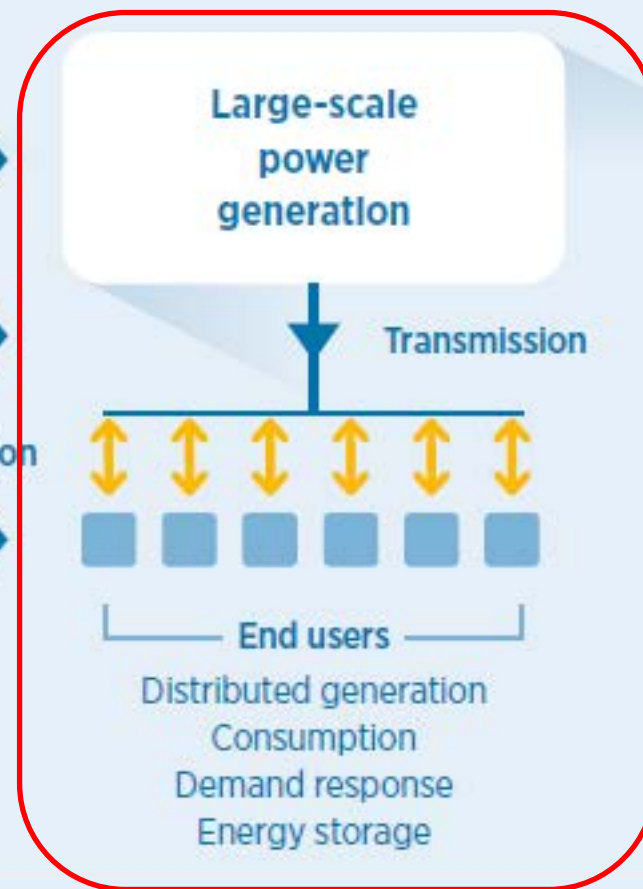 Large-scale
power
generation
Transmission
on
End users
Distributed generation
Consumption
Demand response
Energy storage